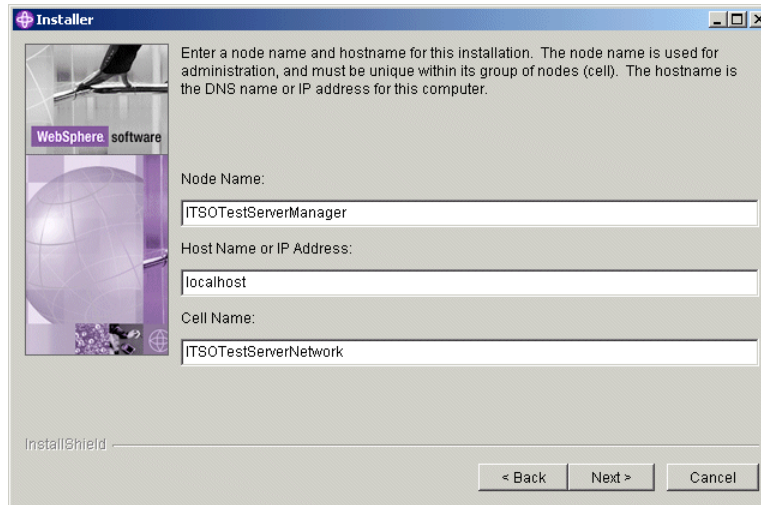 Installer
Enter a node name and hostname for this installation. The node name is used for
administration, and must be unique within its group of nodes (cell). The hostname is
the DNS name or IP address for this computer.
WebSphere software
Node Name:
ITSOTestServerManager
Host Name or IP Address:
localhost
Cell Name:
ITSOTestServerNetwork
InstallShield
< Back Next > Cancel